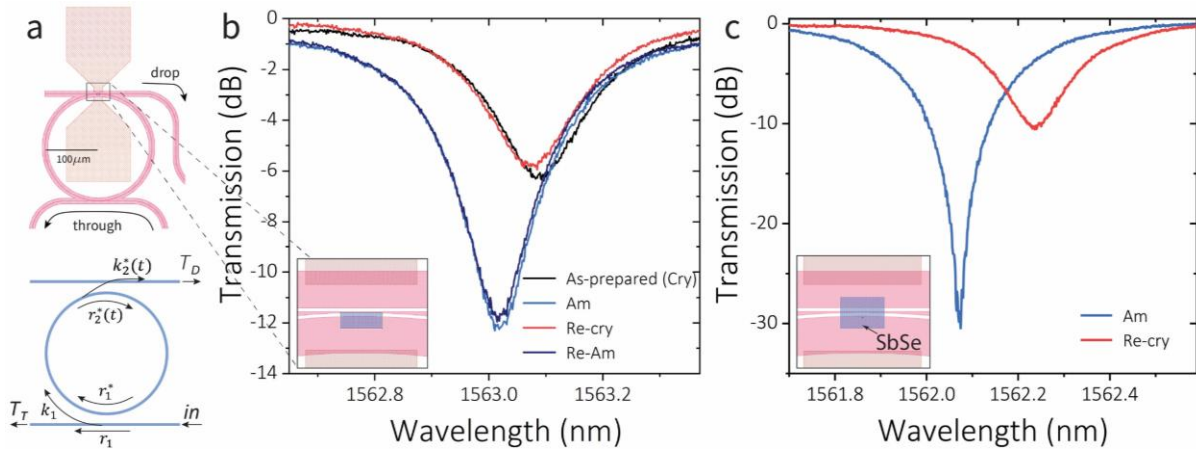 a
drop
100μm
through
k₂*(t)
T_D
r₂*(t)
r₁*
k₁
T_T
in
r₁
b
Transmission (dB)
0
-2
-4
-6
-8
-10
-12
-14
As-prepared (Cry)
Am
Re-cry
Re-Am
1562.8
1563.0
1563.2
Wavelength (nm)
c
Transmission (dB)
0
-10
-20
-30
SbSe
Am
Re-cry
1561.8
1562.0
1562.2
1562.4
Wavelength (nm)